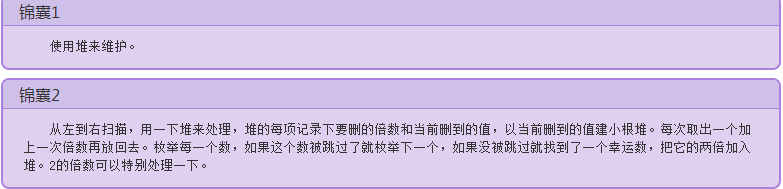 锦囊1
使用堆来维护。
锦囊2
从左到右扫描，用一下堆来处理，堆的每项记录下要删的倍数和当前删到的值，以当前删到的值建小根堆。每次取出一个加
上一次倍数再放回去。枚举每一个数，如果这个数被跳过了就枚举下一个，如果没被跳过就找到了一个幸运数，把它的两倍加入
堆。2的倍数可以特别处理一下。